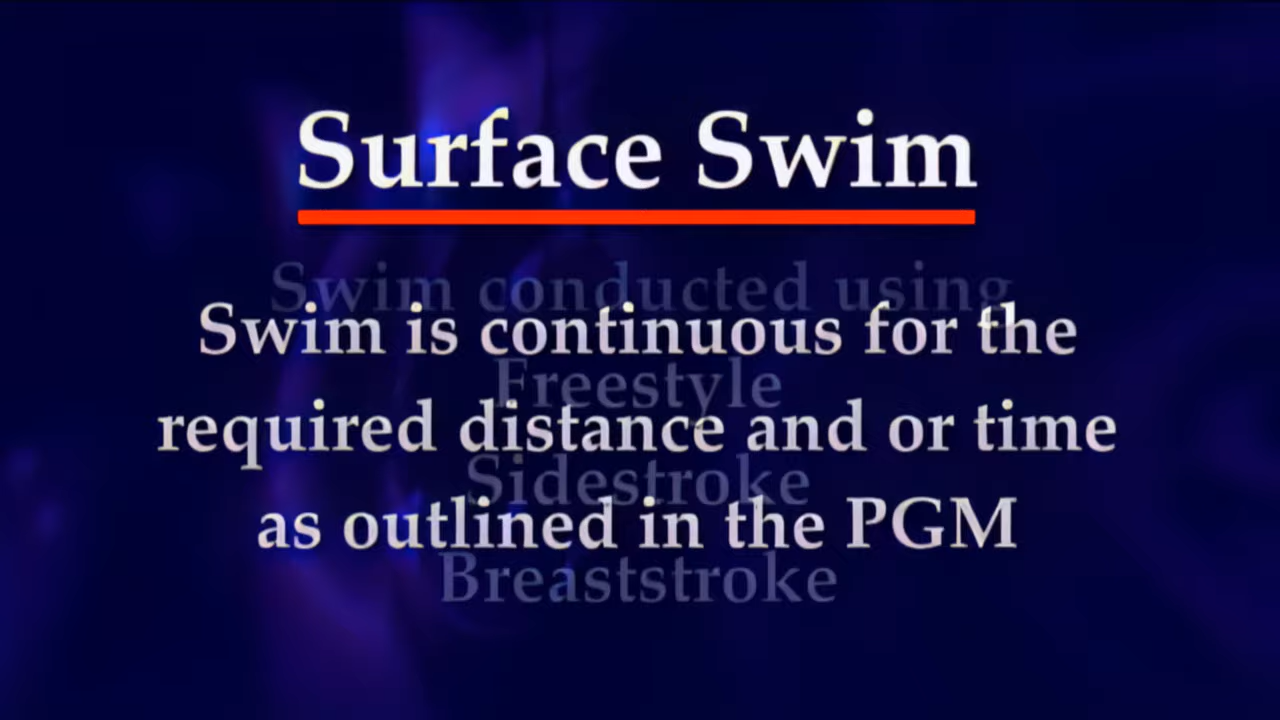 Surface Swim
Swim conducted using
Swim is continuous for the
Freestyle
required distance and or time
Sidestroke
as outlined in the PGM
Breaststroke